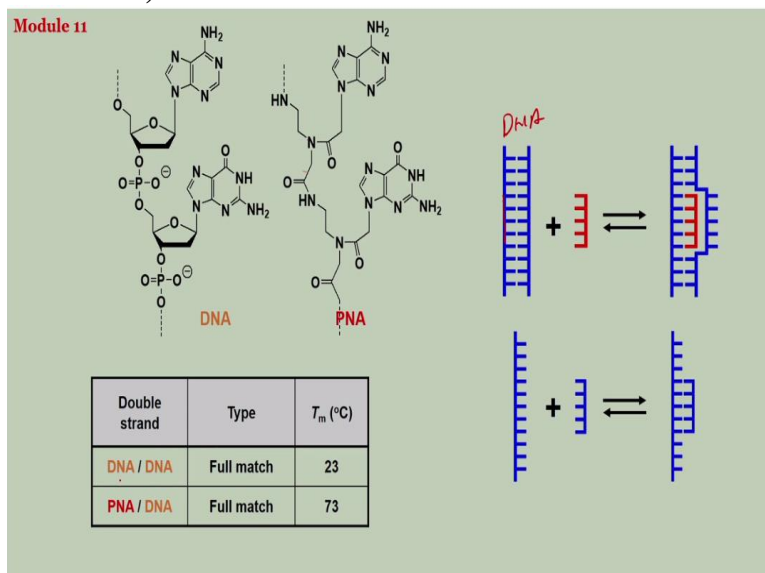 Module 11
NH₂
N
N
N
N
O
O
O
O=P–O⊖
O
O
N
NH
N
N
NH₂
O
O
O=P–O⊖
O
DNA
NH₂
HN
N
N
N
N
N
O
O
HN
O
N
NH
N
N
NH₂
N
O
O
PNA
DNA
+
+
Double strand
Type
Tm (°C)
DNA / DNA
Full match
23
PNA / DNA
Full match
73